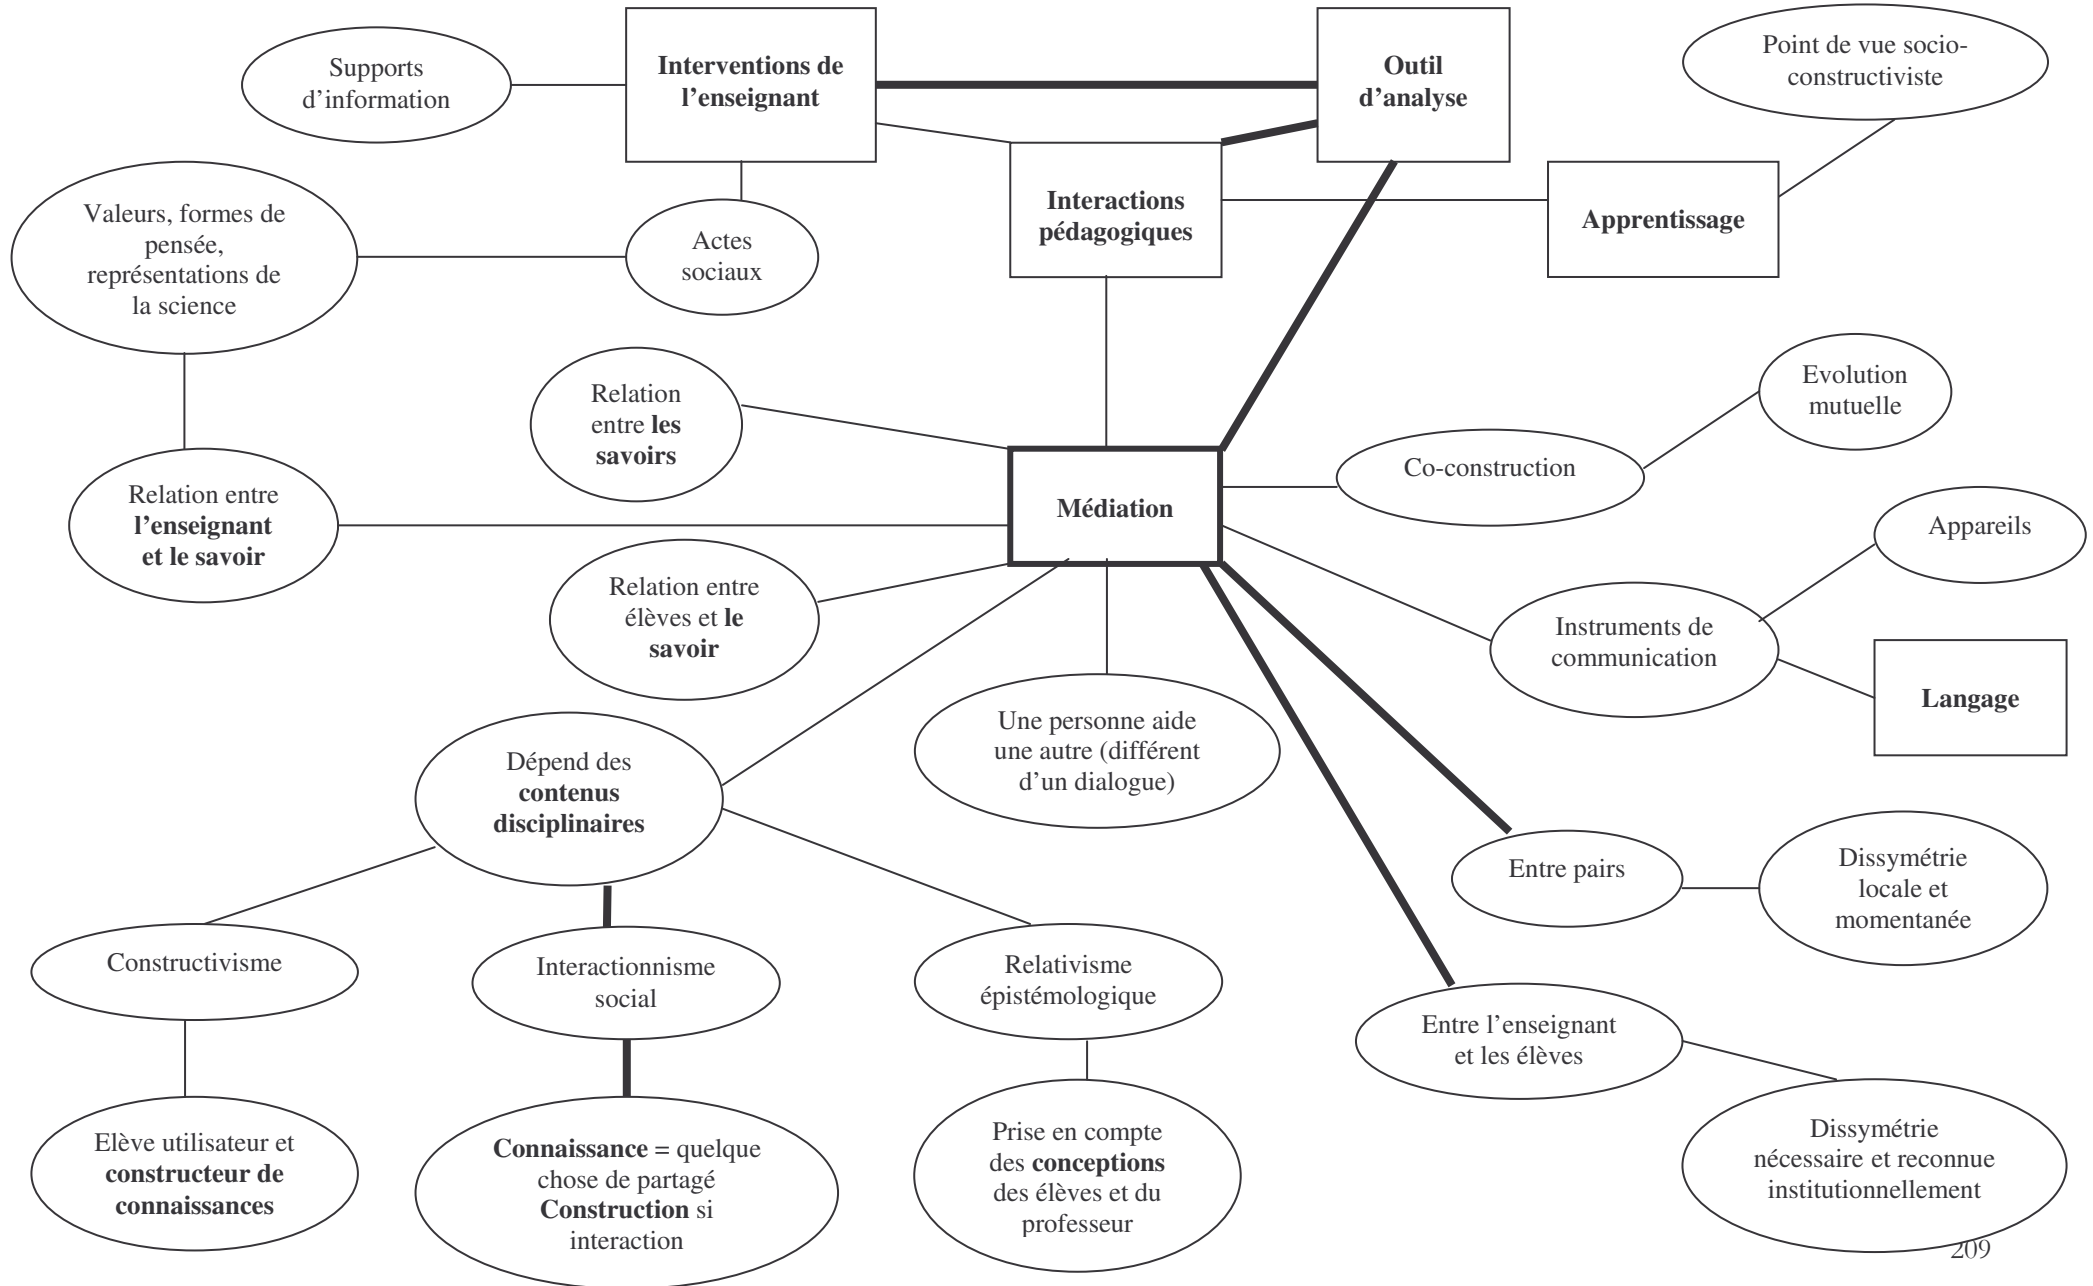 Supports
d’information
Interventions de
l’enseignant
Outil
d’analyse
Point de vue socio-
constructiviste
Valeurs, formes de
pensée,
représentations de
la science
Actes
sociaux
Interactions
pédagogiques
Apprentissage
Relation
entre les
savoirs
Evolution
mutuelle
Relation entre
l’enseignant
et le savoir
Médiation
Co-construction
Appareils
Relation entre
élèves et le
savoir
Instruments de
communication
Langage
Une personne aide
une autre (différent
d’un dialogue)
Dépend des
contenus
disciplinaires
Entre pairs
Dissymétrie
locale et
momentanée
Constructivisme
Interactionnisme
social
Relativisme
épistémologique
Entre l’enseignant
et les élèves
Elève utilisateur et
constructeur de
connaissances
Connaissance = quelque
chose de partagé
Construction si
interaction
Prise en compte
des conceptions
des élèves et du
professeur
Dissymétrie
nécessaire et reconnue
institutionnellement
209